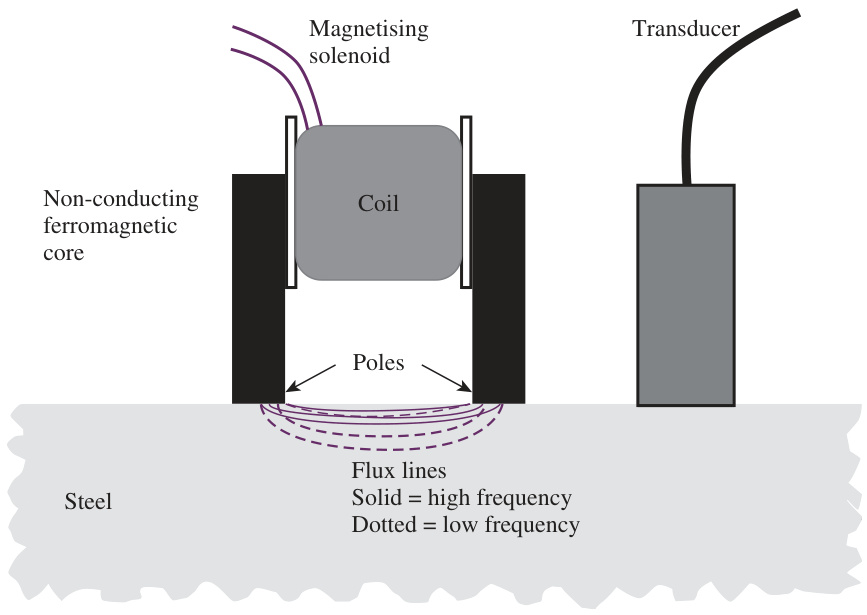 Magnetising
solenoid
Transducer
Non-conducting
ferromagnetic
core
Coil
Poles
Flux lines
Solid = high frequency
Dotted = low frequency
Steel